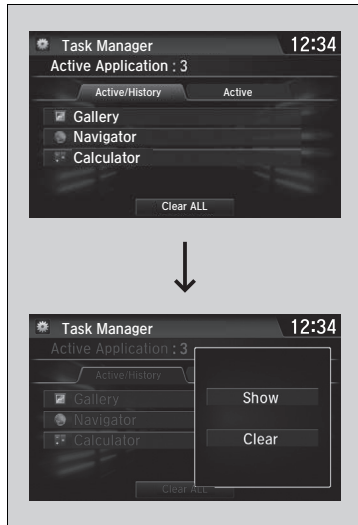 Task Manager 12:34
Active Application : 3
Active/History Active
Gallery
Navigator
Calculator
Clear ALL
Task Manager 12:34
Active Application : 3
Active/History
Gallery
Navigator
Calculator
Show
Clear
Clear ALL